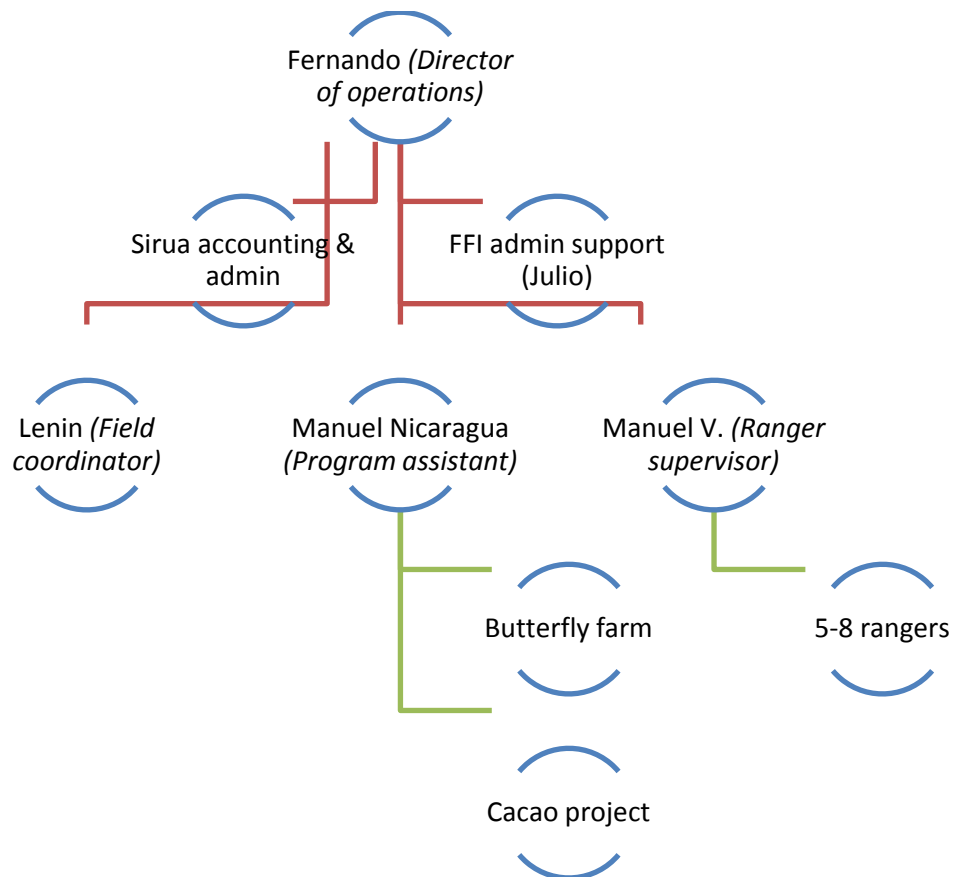 Fernando (Director
of operations)
Sirua accounting &
admin
FFI admin support
(Julio)
Lenin (Field
coordinator)
Manuel Nicaragua
(Program assistant)
Manuel V. (Ranger
supervisor)
Butterfly farm
5-8 rangers
Cacao project